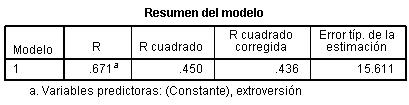 Resumen del modelo
Modelo R R cuadrado R cuadrado corregida Error típ. de la estimación
1 .671a .450 .436 15.611
a. Variables predictoras: (Constante), extroversión